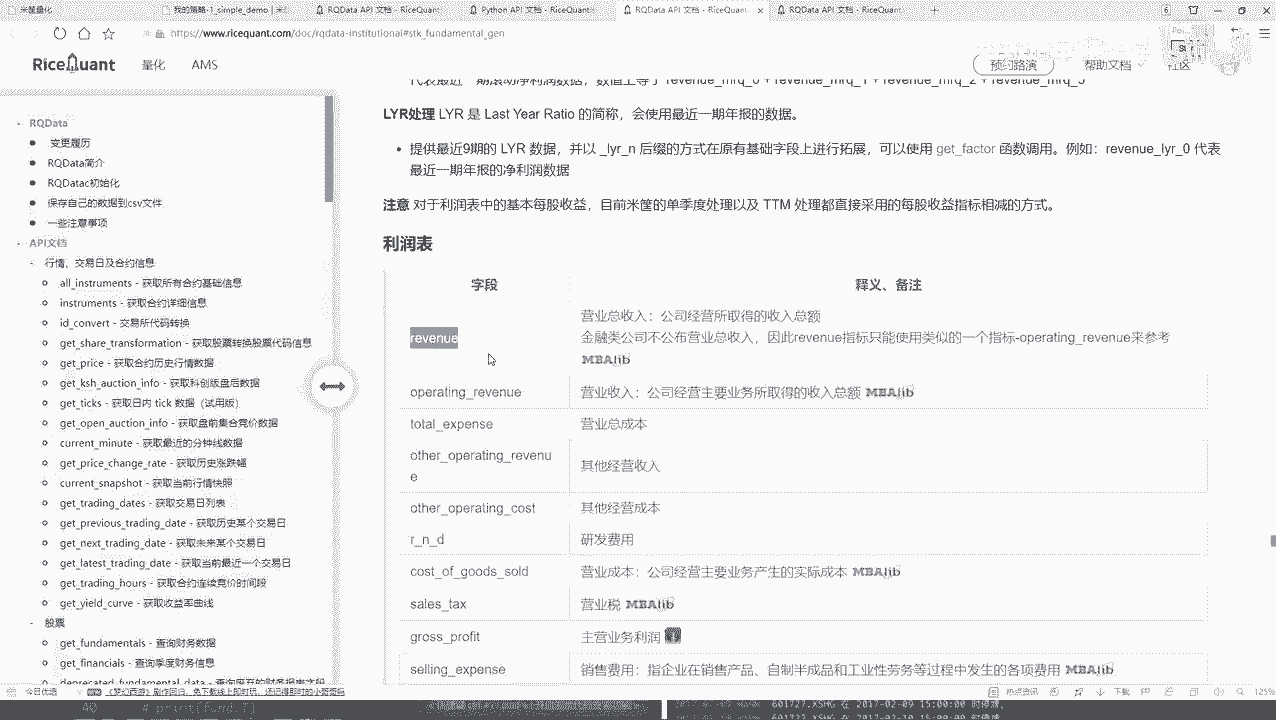 米筐量化
我的策略-1_simple_demo | 米
RQData API 文档 - RiceQuant
Python API - RiceQuant
RQData API 文档 - RiceQuan
RQData API 文档 - RiceQuant
https://www.ricequant.com/doc/rqdata-institutional#stk_fundamental_gen
RiceQuant 量化 AMS 预约路演 帮助文档 社区
RQData
变更履历
RQData简介
RQDatac初始化
保存自己的数据到csv文件
一些注意事项
API文档
行情、交易日及合约信息
all_instruments - 获取所有合约基础信息
instruments - 获取合约详细信息
id_convert - 交易所代码转换
get_share_transformation - 获取股票转换股票代码信息
get_price - 获取合约历史行情数据
get_ksh_auction_info - 获取科创版盘后数据
get_ticks - 获取日内 tick 数据（试用版）
get_open_auction_info - 获取盘前集合竞价数据
current_minute - 获取最近的分钟线数据
get_price_change_rate - 获取历史涨跌幅
current_snapshot - 获取当前行情快照
get_trading_dates - 获取交易日列表
get_previous_trading_date - 获取历史某个交易日
get_next_trading_date - 获取未来某个交易日
get_latest_trading_date - 获取当前最近一个交易日
get_trading_hours - 获取合约连续竞价时间段
get_yield_curve - 获取收益率曲线
股票
get_fundamentals - 查询财务数据
get_financials - 查询季度财务信息
代表最近一期滚动净利润数据，数值上等于 revenue_mrq_0 + revenue_mrq_1 + revenue_mrq_2 + revenue_mrq_3
LYR处理 LYR 是 Last Year Ratio 的简称，会使用最近一期年报的数据。
提供最近9期的 LYR 数据，并以 _lyr_n 后缀的方式在原有基础字段上进行拓展，可以使用 get_factor 函数调用。例如：revenue_lyr_0 代表
最近一期年报的净利润数据
注意 对于利润表中的基本每股收益，目前米筐的单季度处理以及 TTM 处理都直接采用的每股收益指标相减的方式。
利润表
字段 释义、备注
revenue 营业总收入：公司经营所取得的收入总额
金融类公司不公布营业总收入，因此revenue指标只能使用类似的一个指标-operating_revenue来参考
MBAlib
operating_revenue 营业收入：公司经营主要业务所取得的收入总额 MBAlib
total_expense 营业总成本
other_operating_revenu
e 其他经营收入
other_operating_cost 其他经营成本
r_n_d 研发费用
cost_of_goods_sold 营业成本：公司经营主要业务产生的实际成本 MBAlib
sales_tax 营业税 MBAlib
gross_profit 主营业务利润
selling_expense 销售费用：指企业在销售产品、自制半成品和工业性劳务等过程中发生的各项费用 MBAlib
今日优选
热点资讯 下载 125%
40 # print(fund.T)
601727.XSHG 在 2017-02-09 15:00:00 时停牌、